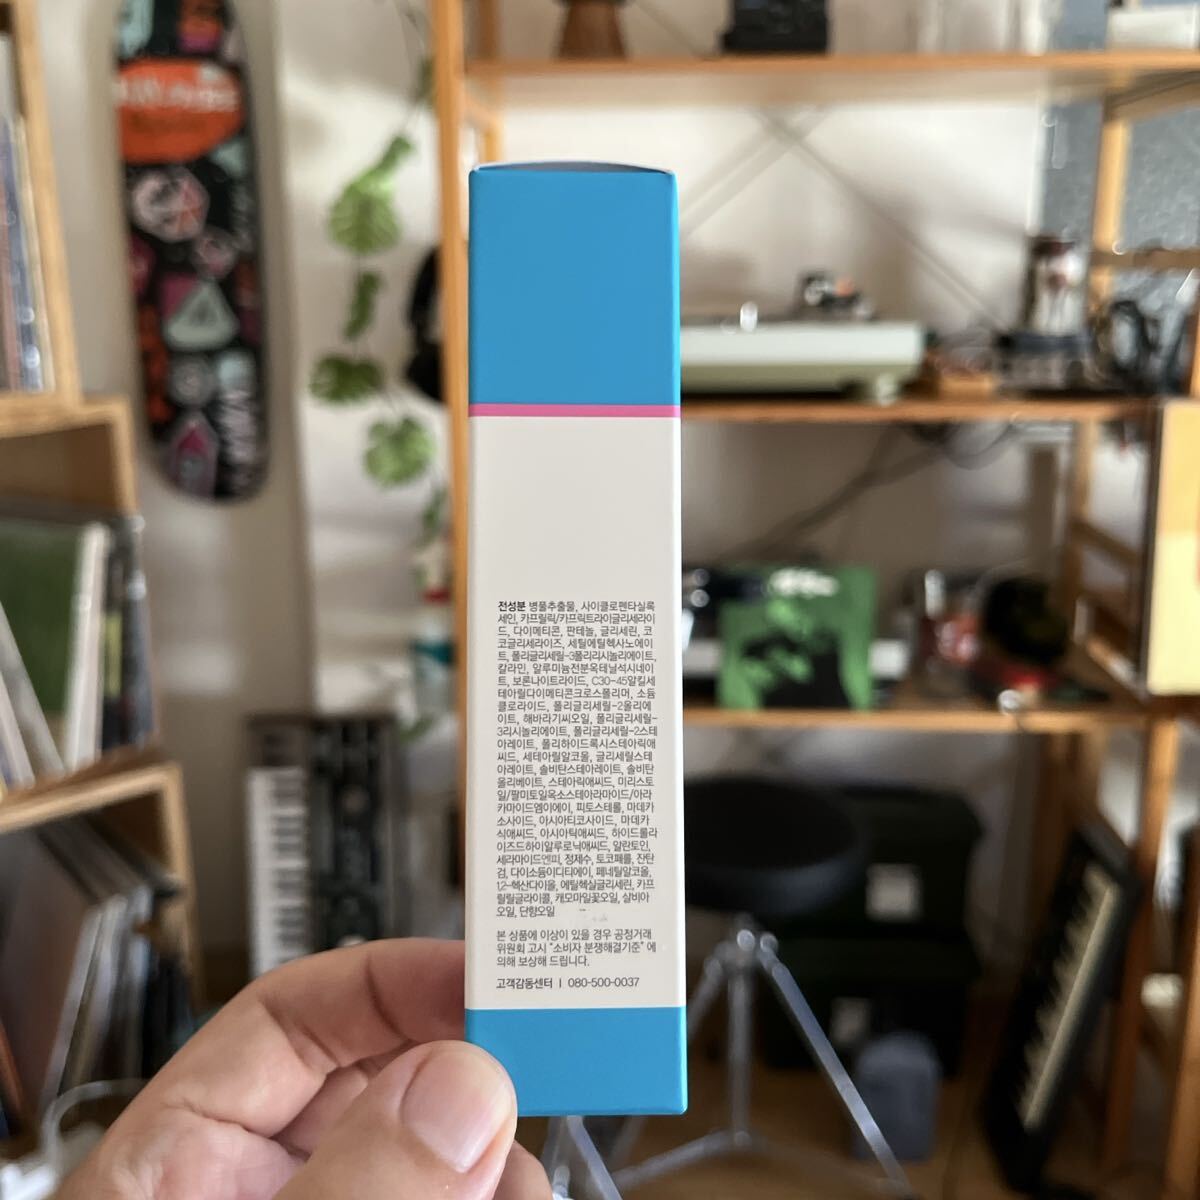 전성분 병풀추출물, 사이클로펜타실록
세인, 카프릴릭/카프릭트라이글리세라이
드, 다이메티콘, 판테놀, 글리세린, 코
코글리세라이즈, 세틸에틸헥사노에이
트, 폴리글리세릴-3폴리리시놀리에이트,
칼라민, 알루미늄전분옥테닐석시네이
트, 보론나이트라이드, C30-45알킬세
테아릴다이메티콘크로스폴리머, 소듐
클로라이드, 폴리글리세릴-2올리에
이트, 해바라기씨오일, 폴리글리세릴-
3리시놀리에이트, 폴리글리세릴-2스테
아레이트, 폴리하이드록시스테아릭애
씨드, 세테아릴알코올, 글리세릴스테
아레이트, 솔비탄스테아레이트, 솔비탄
올리베이트, 스테아릭애씨드, 미리스토
일/팔미토일옥소스테아라마이드/아라
카마이드엠이에이, 피토스테롤, 마데카
소사이드, 아시아티코사이드, 마데카
식애씨드, 아시아틱애씨드, 하이드롤라
이즈드하이알루로닉애씨드, 알란토인,
세라마이드엔피, 정제수, 토코페롤, 잔탄
검, 다이소듐이디티에이, 페네틸알코올,
1,2-헥산다이올, 에틸헥실글리세린, 카프
릴릴글라이콜, 캐모마일꽃오일, 살비아
오일, 단향오일
본 상품에 이상이 있을 경우 공정거래
위원회 고시 "소비자 분쟁해결기준" 에
의해 보상해 드립니다.
고객감동센터 | 080-500-0037